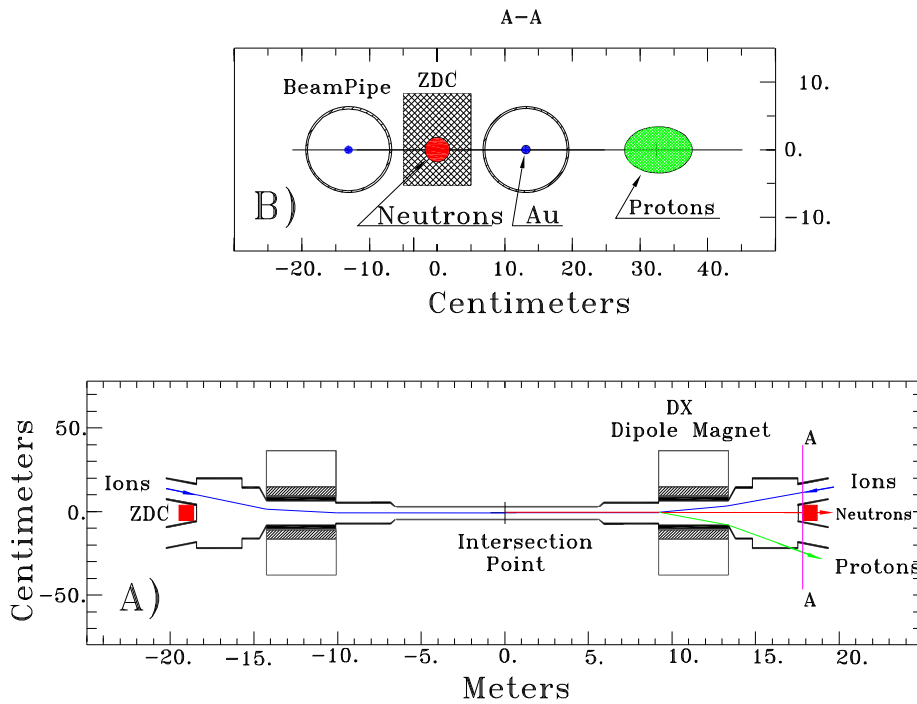 A-A
BeamPipe
ZDC
10.
0.
-10.
B)
Neutrons
Au
Protons
-20. -10. 0. 10. 20. 30. 40.
Centimeters
DX
Dipole Magnet
A
50.
Ions
Ions
ZDC
0.
Neutrons
Intersection
Point
Protons
Centimeters
-50.
A)
A
-20. -15. -10. -5. 0. 5. 10. 15. 20.
Meters